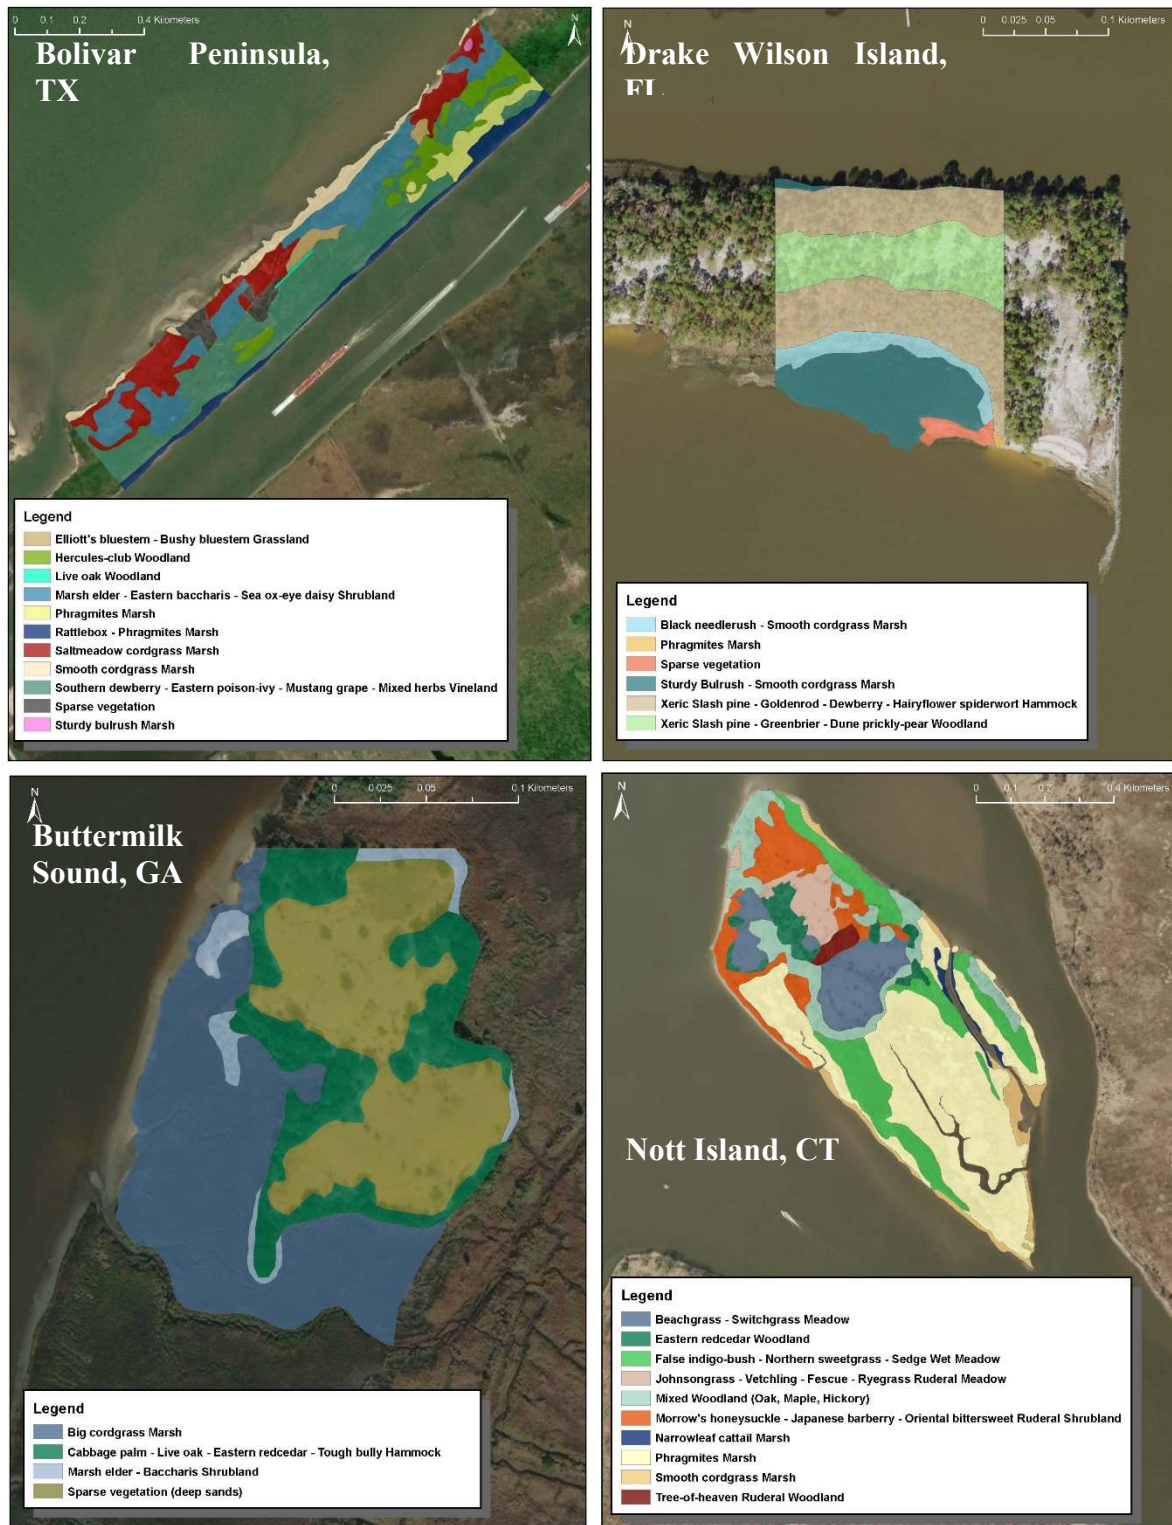 0 0.1 0.2 0.4 Kilometers
N
Bolivar Peninsula,
TX
Legend
Elliott's bluestem - Bushy bluestem Grassland
Hercules-club Woodland
Live oak Woodland
Marsh elder - Eastern baccharis - Sea ox-eye daisy Shrubland
Phragmites Marsh
Rattlebox - Phragmites Marsh
Saltmeadow cordgrass Marsh
Smooth cordgrass Marsh
Southern dewberry - Eastern poison-ivy - Mustang grape - Mixed herbs Vineland
Sparse vegetation
Sturdy bulrush Marsh
N
0 0.025 0.05 0.1 Kilometers
Drake Wilson Island,
FL
Legend
Black needlerush - Smooth cordgrass Marsh
Phragmites Marsh
Sparse vegetation
Sturdy Bulrush - Smooth cordgrass Marsh
Xeric Slash pine - Goldenrod - Dewberry - Hairyflower spiderwort Hammock
Xeric Slash pine - Greenbrier - Dune prickly-pear Woodland
N
0 0.025 0.05 0.1 Kilometers
Buttermilk
Sound, GA
Legend
Big cordgrass Marsh
Cabbage palm - Live oak - Eastern redcedar - Tough bully Hammock
Marsh elder - Baccharis Shrubland
Sparse vegetation (deep sands)
N
0 0.1 0.2 0.4 Kilometers
Nott Island, CT
Legend
Beachgrass - Switchgrass Meadow
Eastern redcedar Woodland
False indigo-bush - Northern sweetgrass - Sedge Wet Meadow
Johnsongrass - Vetchling - Fescue - Ryegrass Ruderal Meadow
Mixed Woodland (Oak, Maple, Hickory)
Morrow's honeysuckle - Japanese barberry - Oriental bittersweet Ruderal Shrubland
Narrowleaf cattail Marsh
Phragmites Marsh
Smooth cordgrass Marsh
Tree-of-heaven Ruderal Woodland